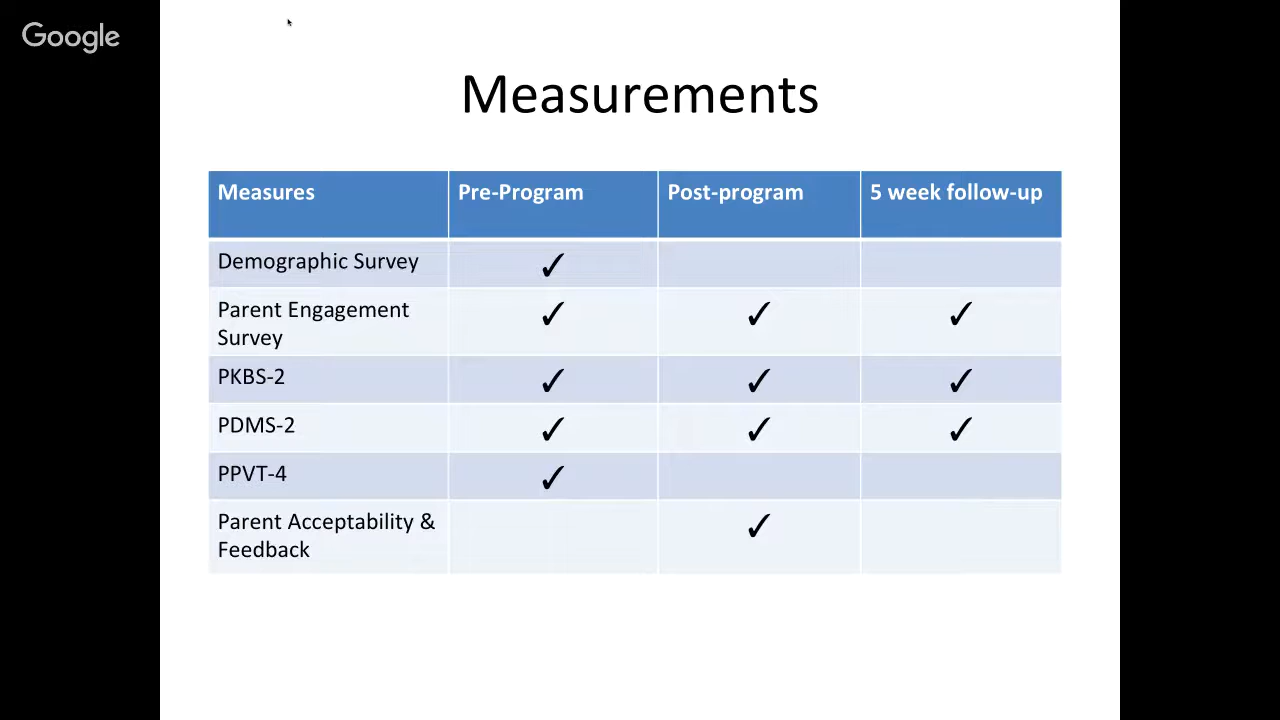 Google
Measurements
Measures Pre-Program Post-program 5 week follow-up
Demographic Survey ✓
Parent Engagement ✓ ✓ ✓
Survey
PKBS-2 ✓ ✓ ✓
PDMS-2 ✓ ✓ ✓
PPVT-4 ✓
Parent Acceptability & ✓
Feedback